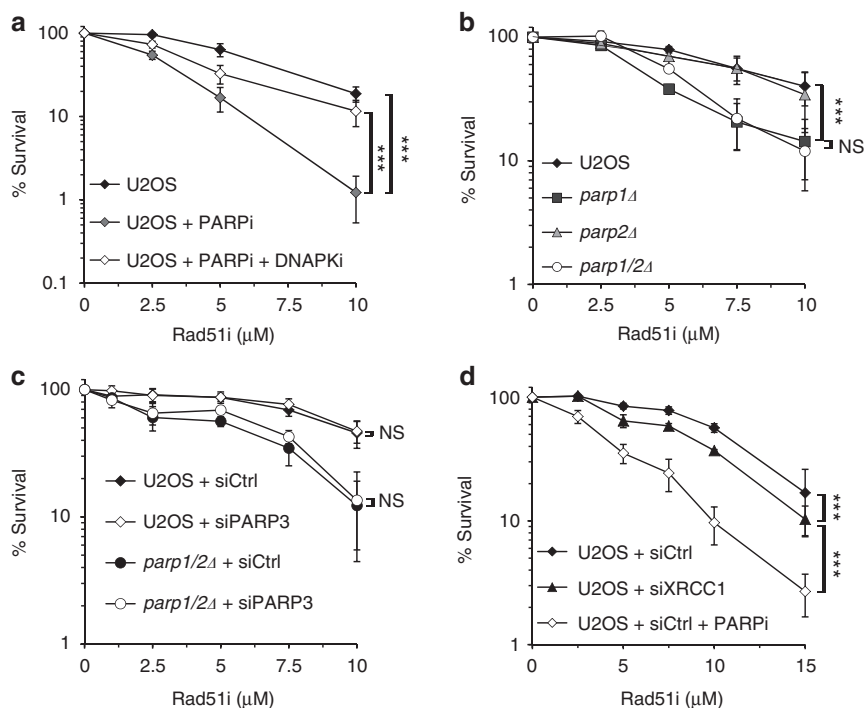 a
100
10
1
0.1
% Survival
U2OS
U2OS + PARPi
U2OS + PARPi + DNAPKi
***
***
0 2.5 5 7.5 10
Rad51i (μM)
b
100
10
1
% Survival
U2OS
parp1Δ
parp2Δ
parp1/2Δ
***
NS
0 2.5 5 7.5 10
Rad51i (μM)
c
100
10
1
% Survival
NS
NS
U2OS + siCtrl
U2OS + siPARP3
parp1/2Δ + siCtrl
parp1/2Δ + siPARP3
0 2.5 5 7.5 10
Rad51i (μM)
d
100
10
1
% Survival
***
***
U2OS + siCtrl
U2OS + siXRCC1
U2OS + siCtrl + PARPi
0 5 10 15
Rad51i (μM)